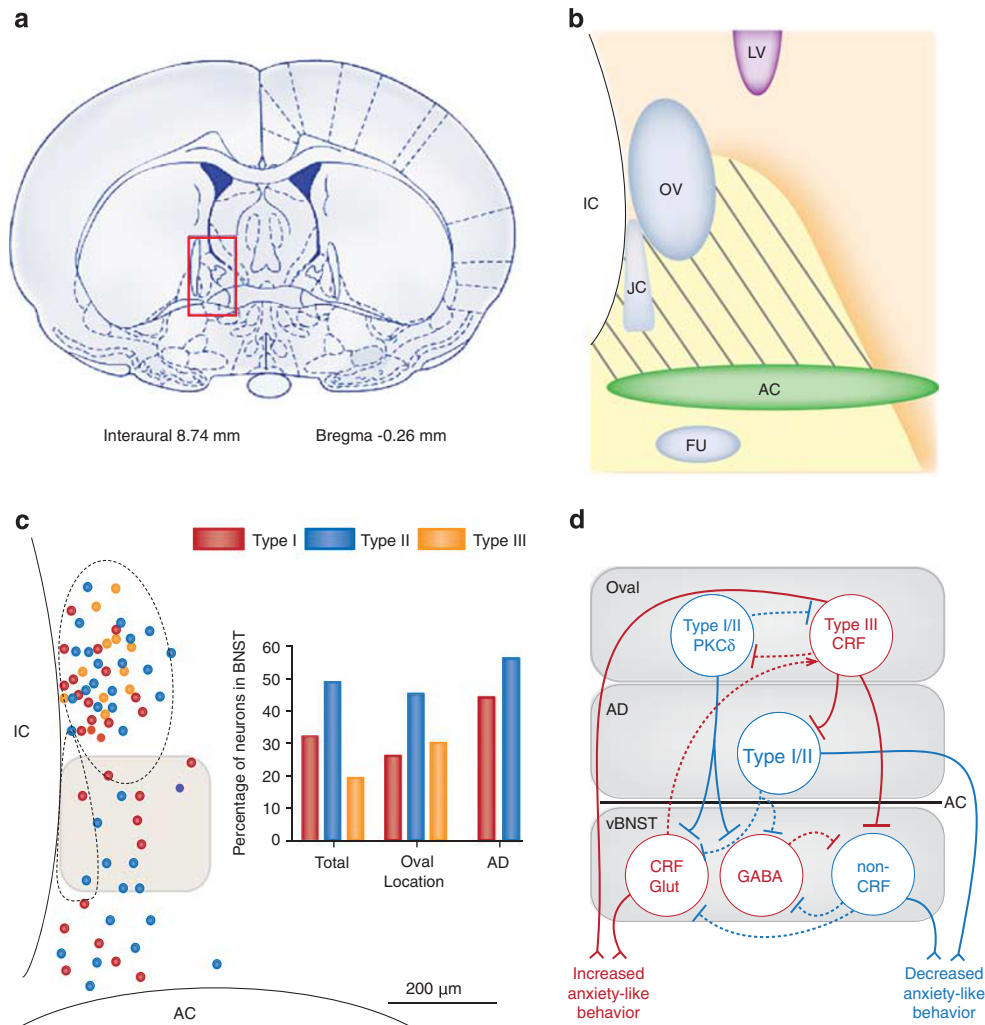 a
Interaural 8.74 mm
Bregma -0.26 mm
b
LV
OV
IC
JC
AC
FU
c
Type I
Type II
Type III
IC
AC
200 µm
Percentage of neurons in BNST
60
50
40
30
20
10
0
Total
Oval
AD
Location
d
Oval
Type I/II
PKCδ
Type III
CRF
AD
Type I/II
AC
vBNST
CRF
Glut
GABA
non-
CRF
Increased
anxiety-like
behavior
Decreased
anxiety-like
behavior